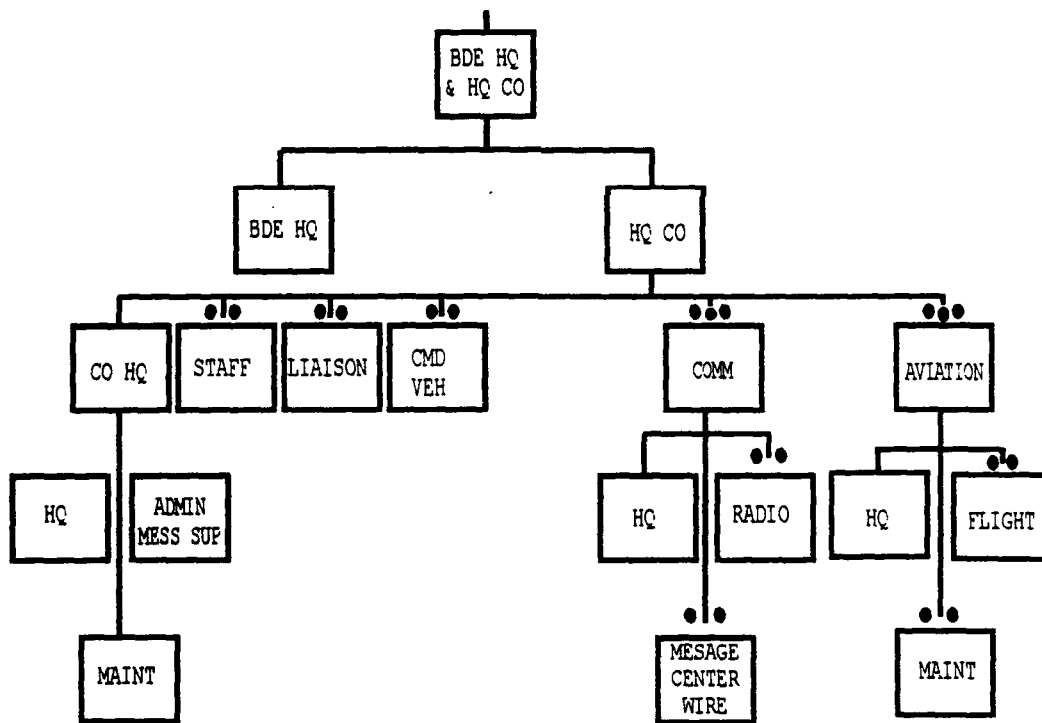 BDE HQ
& HQ CO
BDE HQ
HQ CO
CO HQ
STAFF
LIAISON
CMD
VEH
COMM
AVIATION
HQ
ADMIN
MESS SUP
HQ
RADIO
HQ
FLIGHT
MAINT
MESAGE
CENTER
WIRE
MAINT